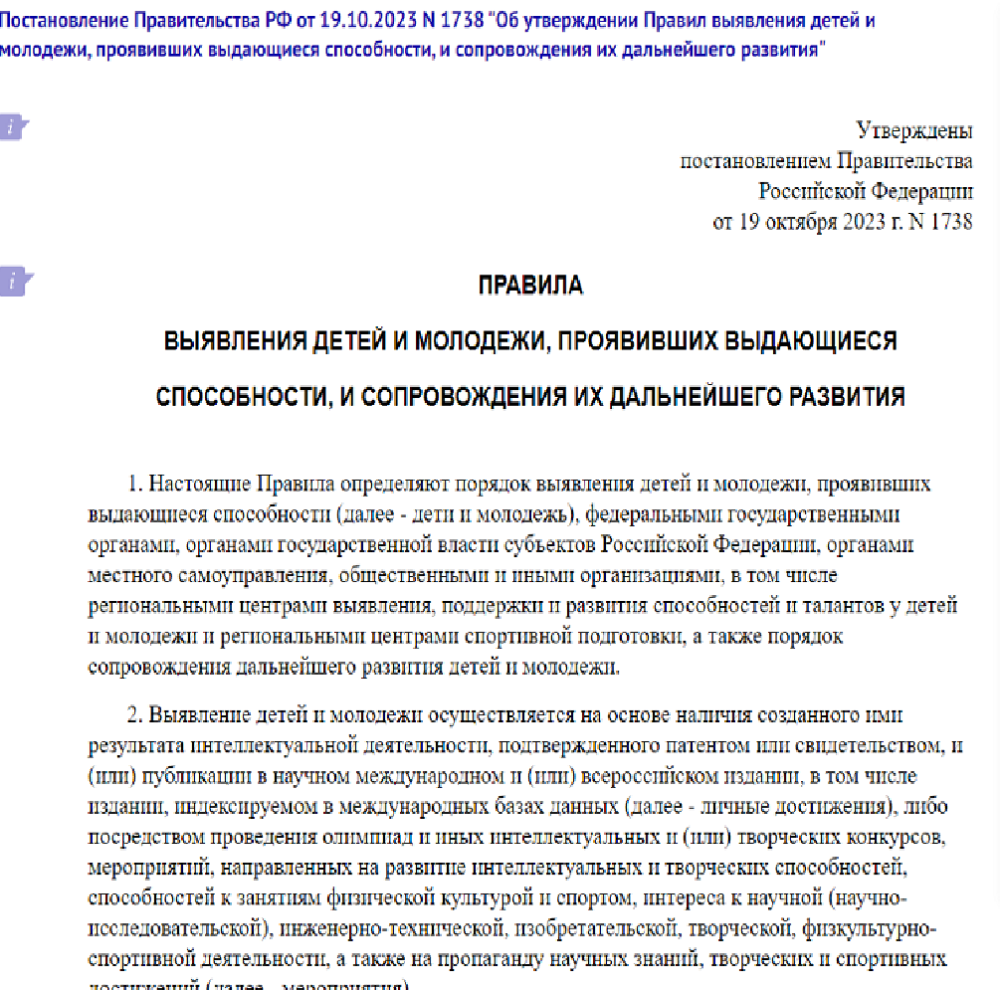 Постановление Правительства РФ от 19.10.2023 N 1738 "Об утверждении Правил выявления детей и
молодежи, проявивших выдающиеся способности, и сопровождения их дальнейшего развития"
i
Утверждены
постановлением Правительства
Российской Федерации
от 19 октября 2023 г. N 1738
i
ПРАВИЛА
ВЫЯВЛЕНИЯ ДЕТЕЙ И МОЛОДЕЖИ, ПРОЯВИВШИХ ВЫДАЮЩИЕСЯ
СПОСОБНОСТИ, И СОПРОВОЖДЕНИЯ ИХ ДАЛЬНЕЙШЕГО РАЗВИТИЯ
1. Настоящие Правила определяют порядок выявления детей и молодежи, проявивших
выдающиеся способности (далее - дети и молодежь), федеральными государственными
органами, органами государственной власти субъектов Российской Федерации, органами
местного самоуправления, общественными и иными организациями, в том числе
региональными центрами выявления, поддержки и развития способностей и талантов у детей
и молодежи и региональными центрами спортивной подготовки, а также порядок
сопровождения дальнейшего развития детей и молодежи.
2. Выявление детей и молодежи осуществляется на основе наличия созданного ими
результата интеллектуальной деятельности, подтвержденного патентом или свидетельством, и
(или) публикации в научном международном и (или) всероссийском издании, в том числе
издании, индексируемом в международных базах данных (далее - личные достижения), либо
посредством проведения олимпиад и иных интеллектуальных и (или) творческих конкурсов,
мероприятий, направленных на развитие интеллектуальных и творческих способностей,
способностей к занятиям физической культурой и спортом, интереса к научной (научно-
исследовательской), инженерно-технической, изобретательской, творческой, физкультурно-
спортивной деятельности, а также на пропаганду научных знаний, творческих и спортивных
достижений (далее - мероприятия).